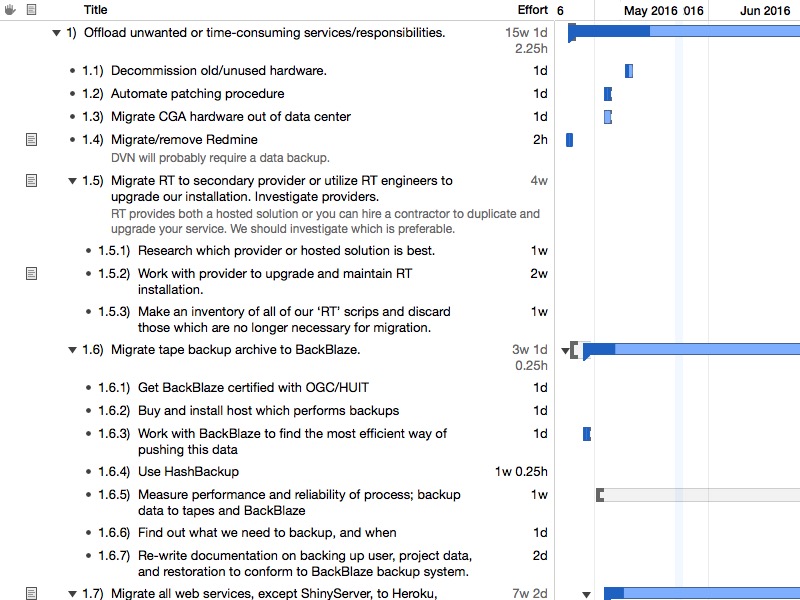 Title Effort 6 May 2016 016 Jun 2016
1) Offload unwanted or time-consuming services/responsibilities. 15w 1d
2.25h
1.1) Decommission old/unused hardware. 1d
1.2) Automate patching procedure 1d
1.3) Migrate CGA hardware out of data center 1d
1.4) Migrate/remove Redmine 2h
DVN will probably require a data backup.
1.5) Migrate RT to secondary provider or utilize RT engineers to 4w
upgrade our installation. Investigate providers.
RT provides both a hosted solution or you can hire a contractor to duplicate and
upgrade your service. We should investigate which is preferable.
1.5.1) Research which provider or hosted solution is best. 1w
1.5.2) Work with provider to upgrade and maintain RT 2w
installation.
1.5.3) Make an inventory of all of our ‘RT’ scrips and discard 1w
those which are no longer necessary for migration.
1.6) Migrate tape backup archive to BackBlaze. 3w 1d
0.25h
1.6.1) Get BackBlaze certified with OGC/HUIT 1d
1.6.2) Buy and install host which performs backups 1d
1.6.3) Work with BackBlaze to find the most efficient way of 1d
pushing this data
1.6.4) Use HashBackup 1w 0.25h
1.6.5) Measure performance and reliability of process; backup 1w
data to tapes and BackBlaze
1.6.6) Find out what we need to backup, and when 1d
1.6.7) Re-write documentation on backing up user, project data, 2d
and restoration to conform to BackBlaze backup system.
1.7) Migrate all web services, except ShinyServer, to Heroku, 7w 2d